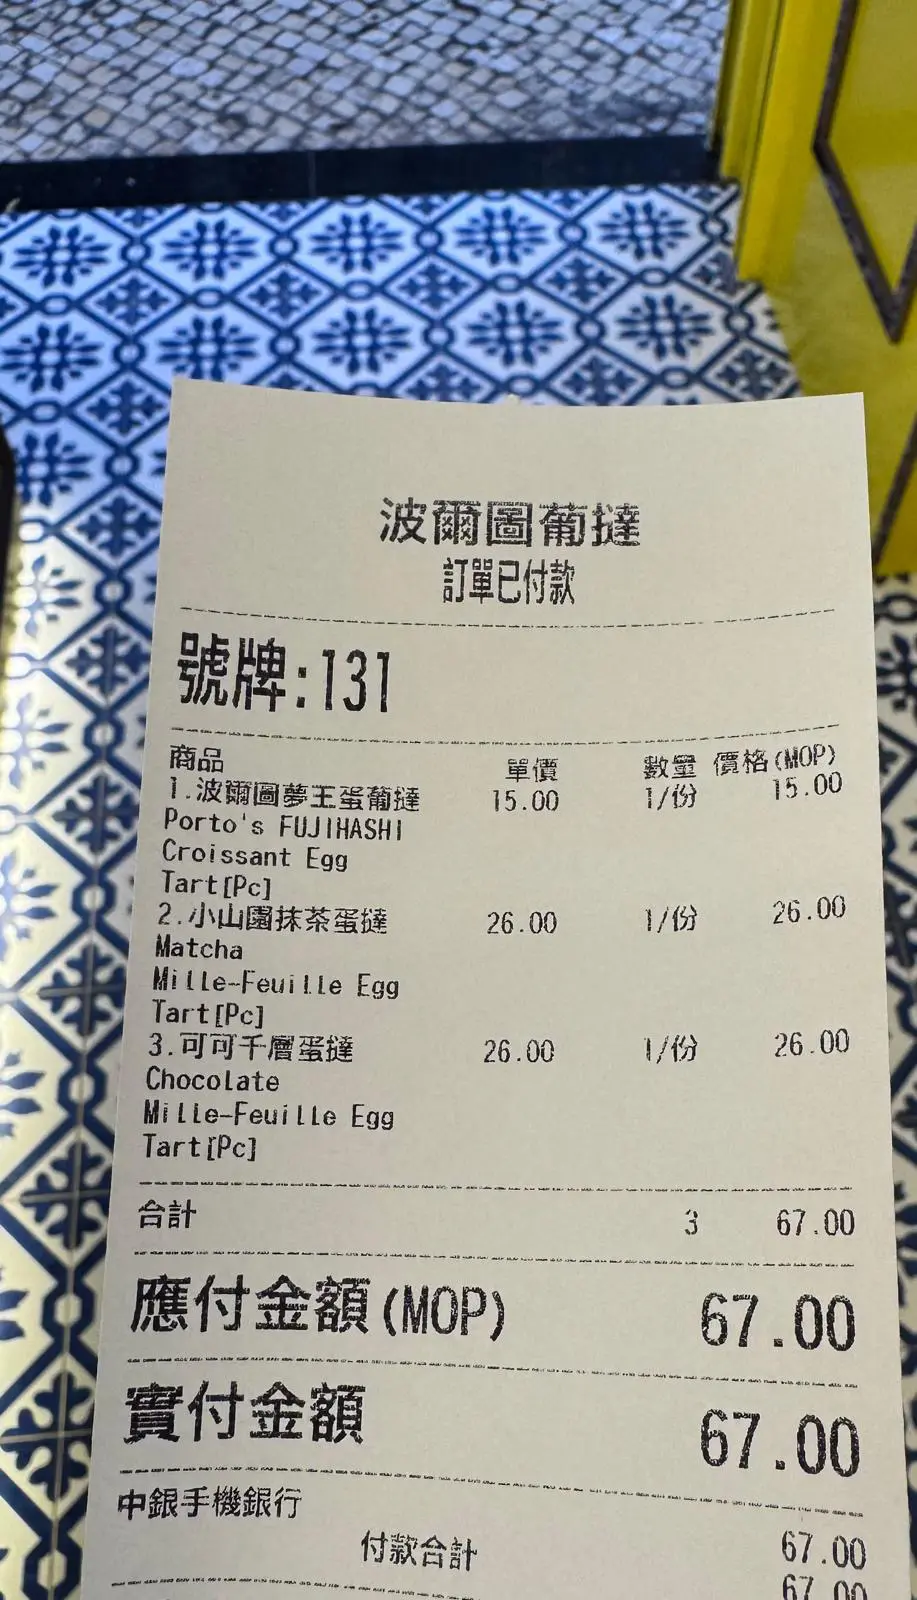 波爾圖葡撻
訂單已付款
號牌:131
商品 單價 數量 價格(MOP)
1.波爾圖夢王蛋葡撻 15.00 1/份 15.00
Porto's FUJIHASHI
Croissant Egg
Tart[Pc]
2.小山園抹茶蛋撻 26.00 1/份 26.00
Matcha
Mille-Feuille Egg
Tart[Pc]
3.可可千層蛋撻 26.00 1/份 26.00
Chocolate
Mille-Feuille Egg
Tart[Pc]
合計 3 67.00
應付金額(MOP) 67.00
實付金額 67.00
中銀手機銀行 67.00
付款合計 67.00